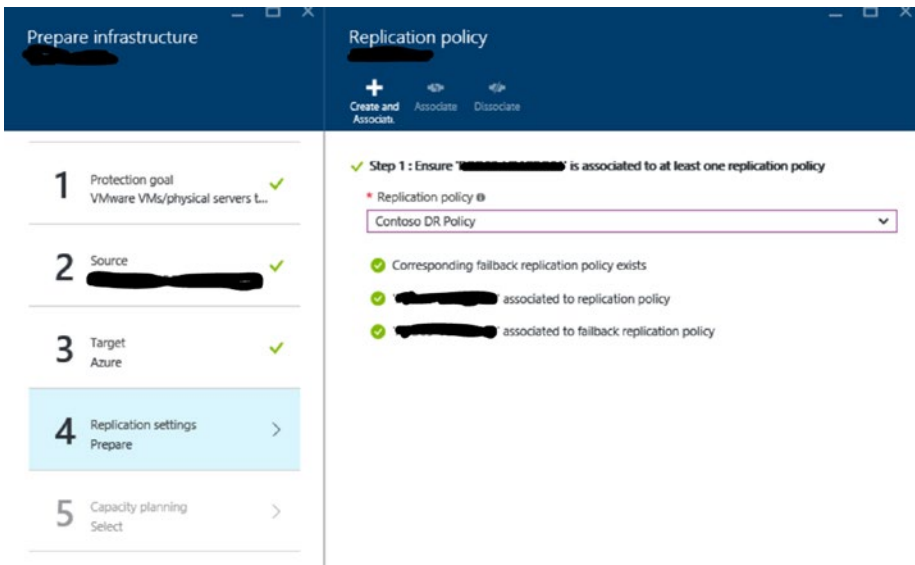 Prepare infrastructure
Replication policy
Create and
Associat.
Associate
Dissociate
1
Protection goal
VMware VMs/physical servers t...
2
Source
3
Target
Azure
4
Replication settings
Prepare
5
Capacity planning
Select
Step 1 : Ensure ' ' is associated to at least one replication policy
* Replication policy
Contoso DR Policy
Corresponding failback replication policy exists
' ' associated to replication policy
' ' associated to failback replication policy